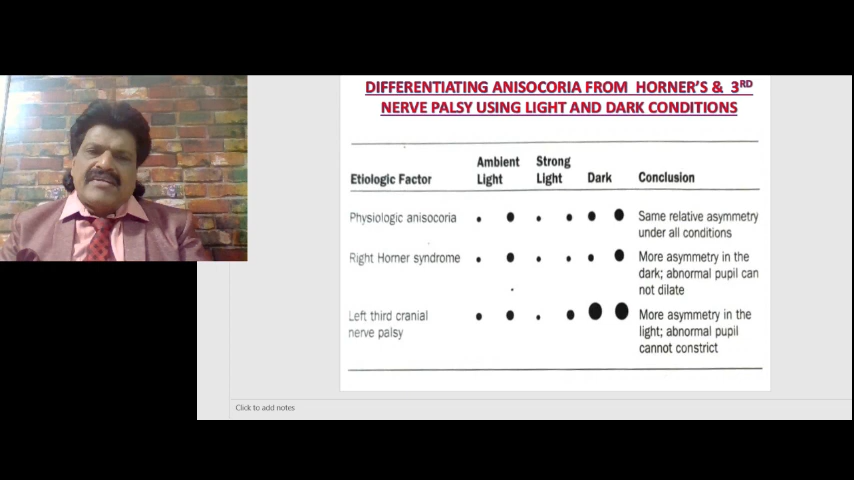 DIFFERENTIATING ANISOCORIA FROM HORNER'S & 3RD
NERVE PALSY USING LIGHT AND DARK CONDITIONS
Etiologic Factor
Ambient
Light
Strong
Light
Dark
Conclusion
Physiologic anisocoria
Same relative asymmetry
under all conditions
Right Horner syndrome
More asymmetry in the
dark; abnormal pupil can
not dilate
Left third cranial
nerve palsy
More asymmetry in the
light; abnormal pupil
cannot constrict
Click to add notes